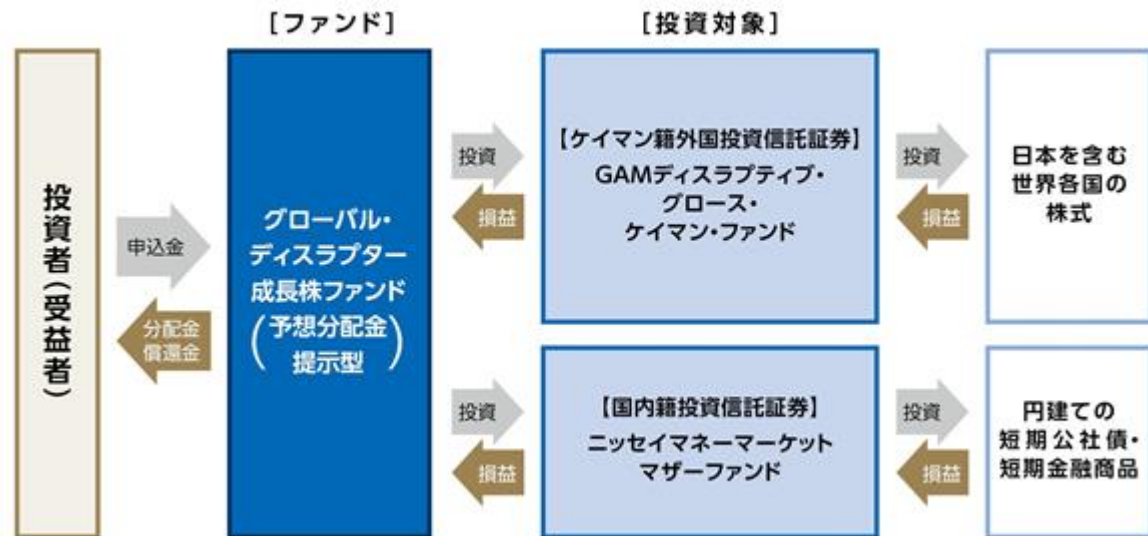 [ファンド]
[投資対象]
投資者(受益者)
申込金
分配金
償還金
グローバル・
ディスラプター
成長株ファンド
(予想分配金
提示型)
投資
損益
【ケイマン籍外国投資信託証券】
GAMディスラプティブ・
グロース・
ケイマン・ファンド
投資
損益
日本を含む
世界各国の
株式
投資
損益
【国内籍投資信託証券】
ニッセイマネーマーケット
マザーファンド
投資
損益
円建ての
短期公社債・
短期金融商品